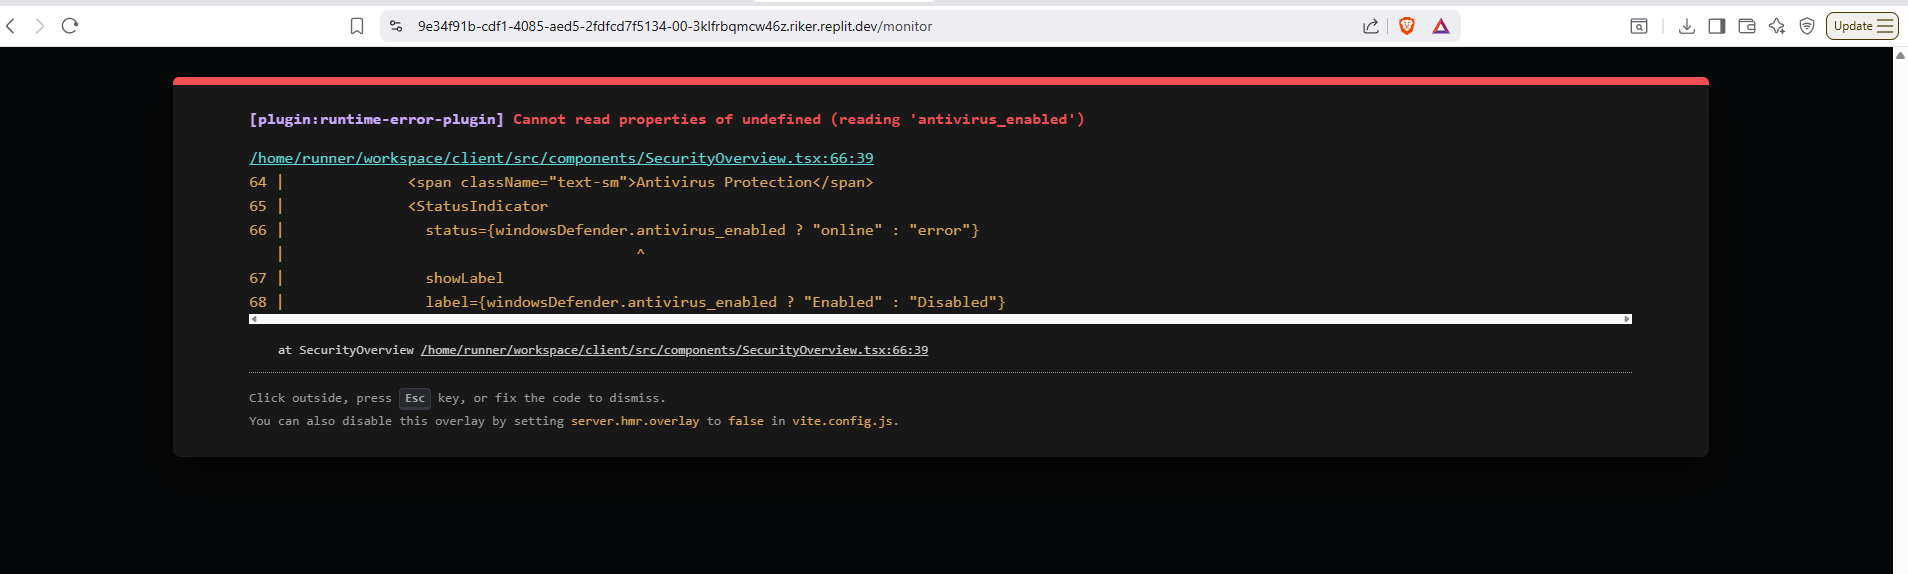 9e34f91b-cdf1-4085-aed5-2fdfcd7f5134-00-3klfrbqmcw46z.riker.replit.dev/monitor
Update
[plugin:runtime-error-plugin] Cannot read properties of undefined (reading 'antivirus_enabled')
/home/runner/workspace/client/src/components/SecurityOverview.tsx:66:39
64 | <span className="text-sm">Antivirus Protection</span>
65 | <StatusIndicator
66 | status={windowsDefender.antivirus_enabled ? "online" : "error"}
| ^
67 | showLabel
68 | label={windowsDefender.antivirus_enabled ? "Enabled" : "Disabled"}
at SecurityOverview /home/runner/workspace/client/src/components/SecurityOverview.tsx:66:39
Click outside, press Esc key, or fix the code to dismiss.
You can also disable this overlay by setting server.hmr.overlay to false in vite.config.js.